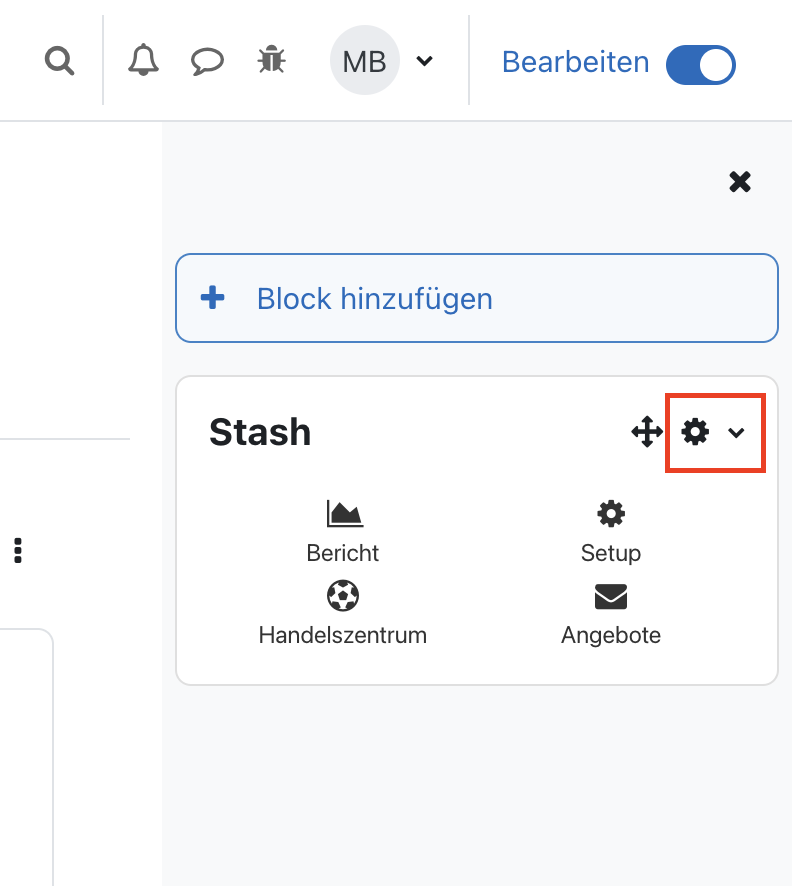 MB
Bearbeiten
Block hinzufügen
Stash
Bericht
Setup
Handelszentrum
Angebote